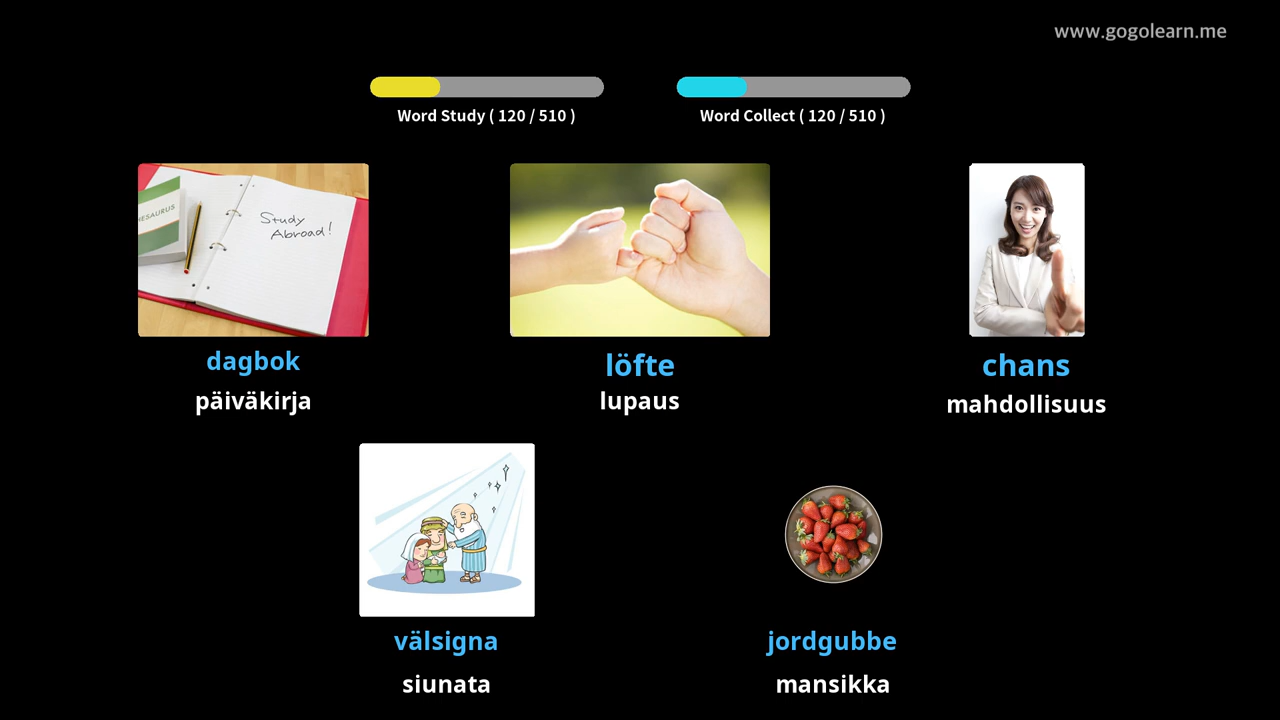 www.gogolearn.me
Word Study ( 120 / 510 )
Word Collect ( 120 / 510 )
HESAURUS
Study
Abroad!
dagbok
päiväkirja
löfte
lupaus
chans
mahdollisuus
välsigna
siunata
jordgubbe
mansikka